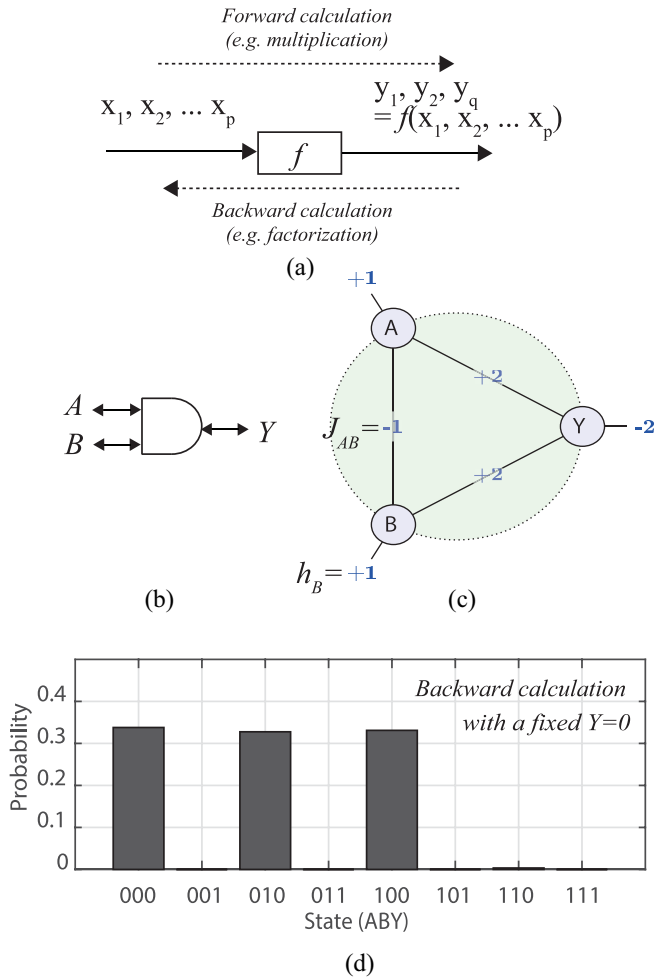 Forward calculation
(e.g. multiplication)
x1, x2, ... xp
y1, y2, yq
= f(x1, x2, ... xp)
f
Backward calculation
(e.g. factorization)
(a)
+1
A
+2
A
B
Y
J_AB = -1
Y
-2
+2
B
h_B = +1
(b)
(c)
Backward calculation
with a fixed Y=0
Probability
0.4
0.3
0.2
0.1
0
000 001 010 011 100 101 110 111
State (ABY)
(d)